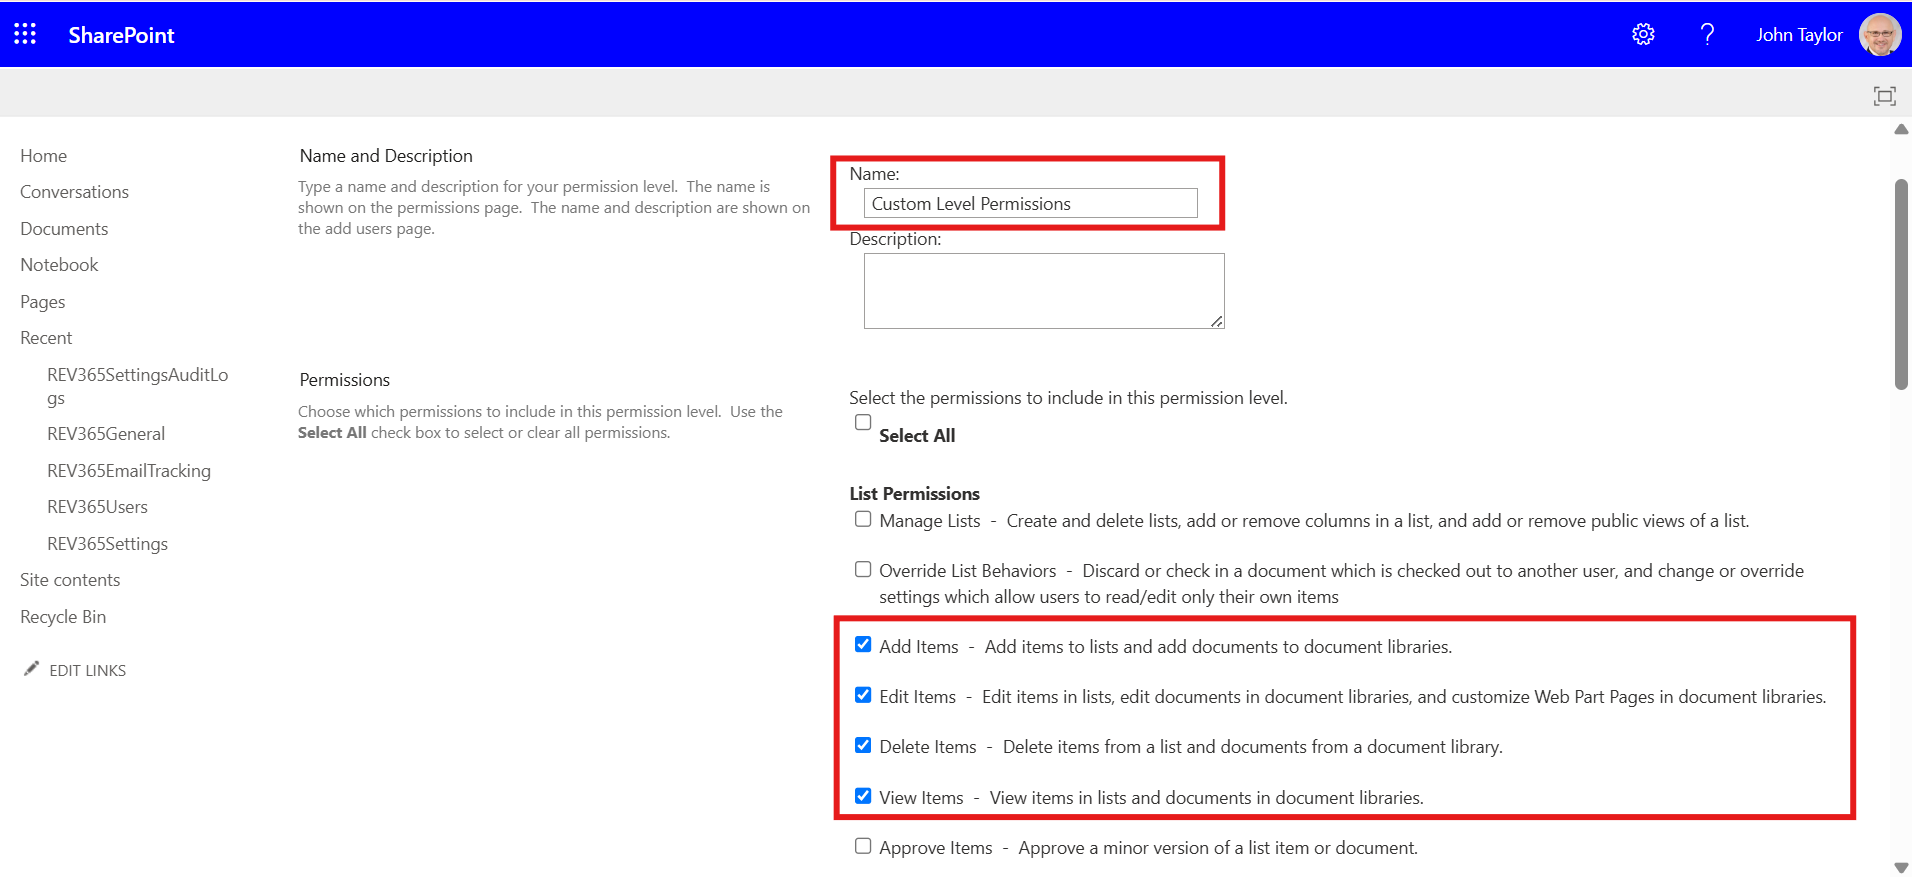 SharePoint
John Taylor
Home
Conversations
Documents
Notebook
Pages
Recent
REV365SettingsAuditLo
gs
REV365General
REV365EmailTracking
REV365Users
REV365Settings
Site contents
Recycle Bin
EDIT LINKS
Name and Description
Type a name and description for your permission level. The name is
shown on the permissions page. The name and description are shown on
the add users page.
Name:
Custom Level Permissions
Description:
Permissions
Choose which permissions to include in this permission level. Use the
Select All check box to select or clear all permissions.
Select the permissions to include in this permission level.
Select All
List Permissions
Manage Lists - Create and delete lists, add or remove columns in a list, and add or remove public views of a list.
Override List Behaviors - Discard or check in a document which is checked out to another user, and change or override
settings which allow users to read/edit only their own items
Add Items - Add items to lists and add documents to document libraries.
Edit Items - Edit items in lists, edit documents in document libraries, and customize Web Part Pages in document libraries.
Delete Items - Delete items from a list and documents from a document library.
View Items - View items in lists and documents in document libraries.
Approve Items - Approve a minor version of a list item or document.